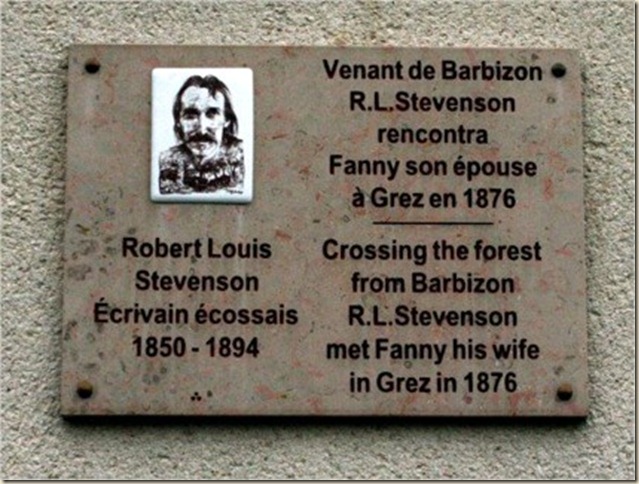 Robert Louis
Stevenson
Écrivain écossais
1850 - 1894
Venant de Barbizon
R.L.Stevenson
rencontra
Fanny son épouse
à Grez en 1876
Crossing the forest
from Barbizon
R.L.Stevenson
met Fanny his wife
in Grez in 1876